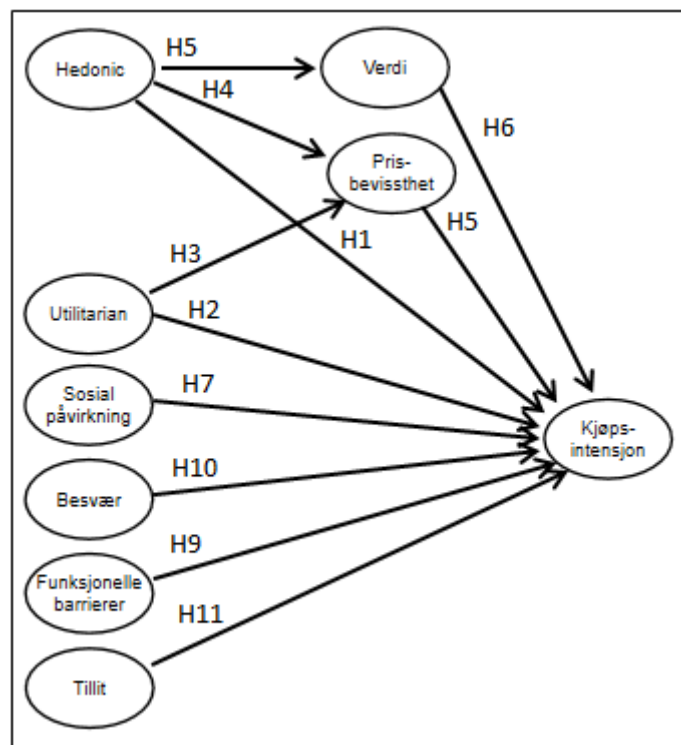 Hedonic
H5
Verdi
H4
H6
Pris-
bevissthet
H1
H5
H3
Utilitarian
H2
Sosial
påvirkning
H7
Kjøps-
intensjon
H10
Besvær
H9
Funksjonelle
barrierer
H11
Tillit